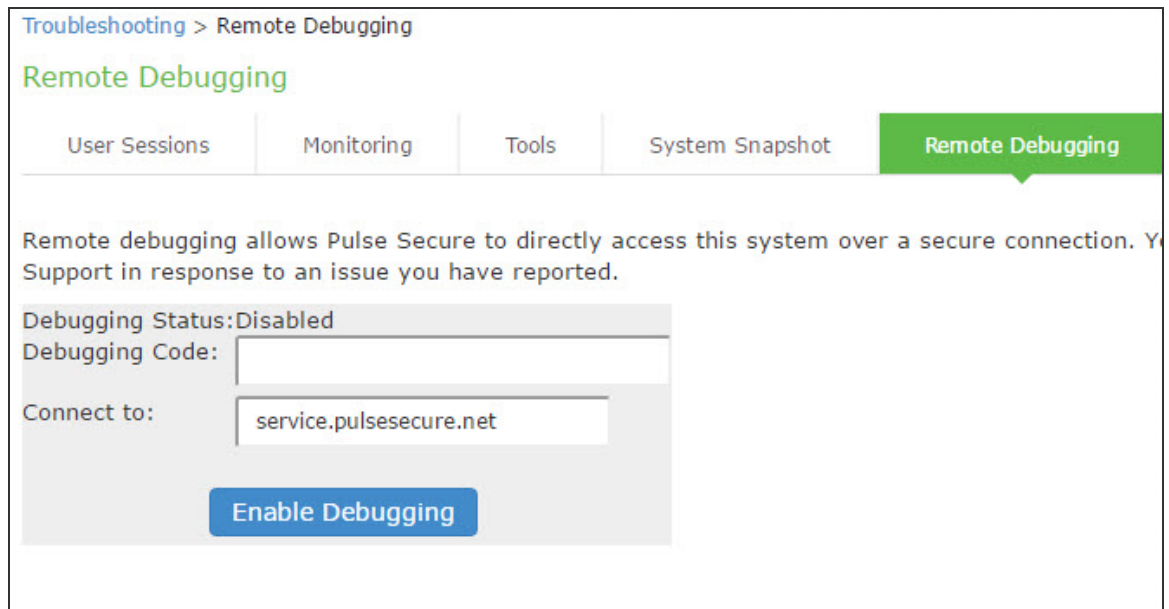 Troubleshooting > Remote Debugging
Remote Debugging
User Sessions
Monitoring
Tools
System Snapshot
Remote Debugging
Remote debugging allows Pulse Secure to directly access this system over a secure connection.
Support in response to an issue you have reported.
Debugging Status:Disabled
Debugging Code:
Connect to:
service.pulsesecure.net
Enable Debugging